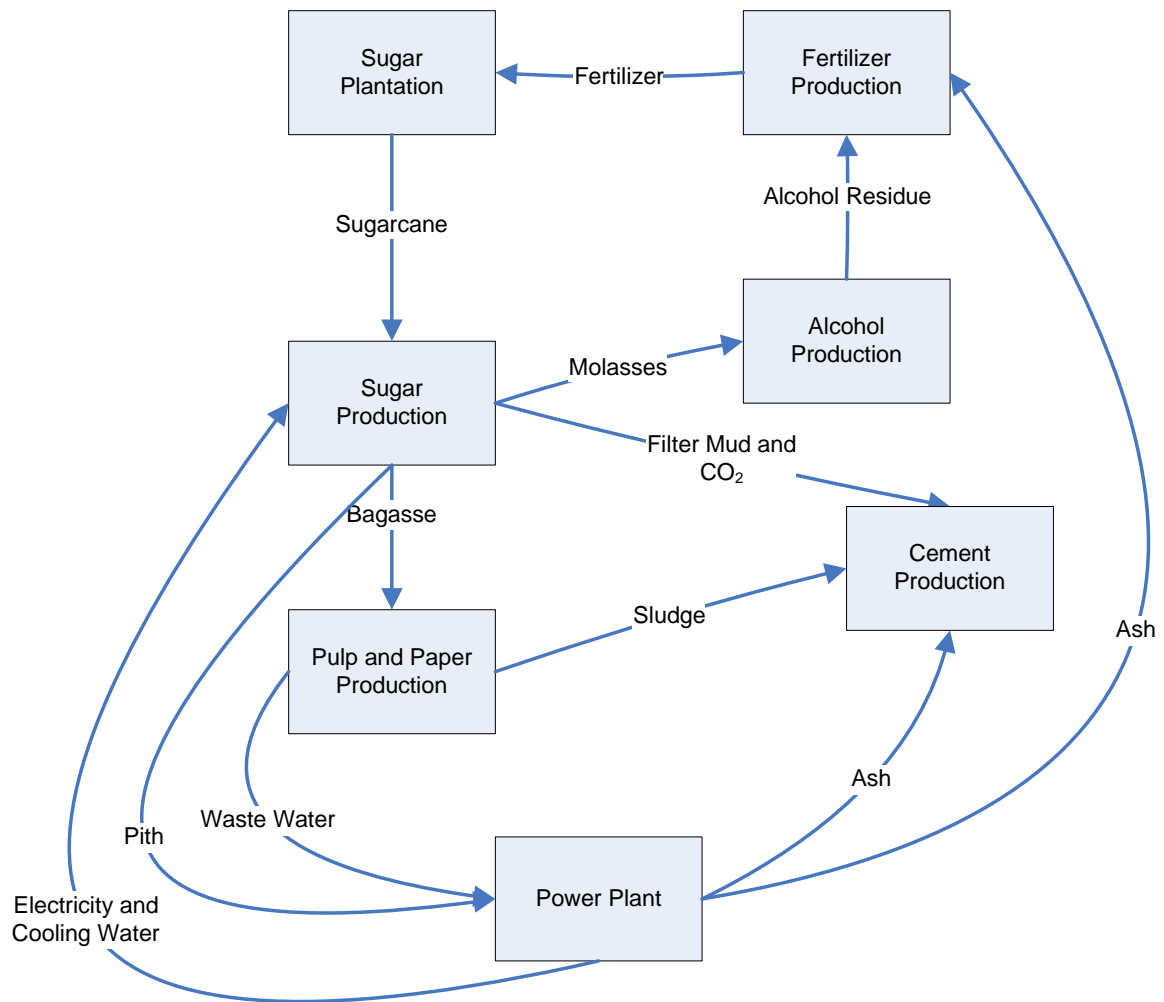 Sugar
Plantation
Fertilizer
Fertilizer
Production
Alcohol Residue
Sugarcane
Alcohol
Production
Molasses
Sugar
Production
Filter Mud and
CO₂
Bagasse
Cement
Production
Sludge
Ash
Pulp and Paper
Production
Ash
Waste Water
Pith
Power Plant
Electricity and
Cooling Water